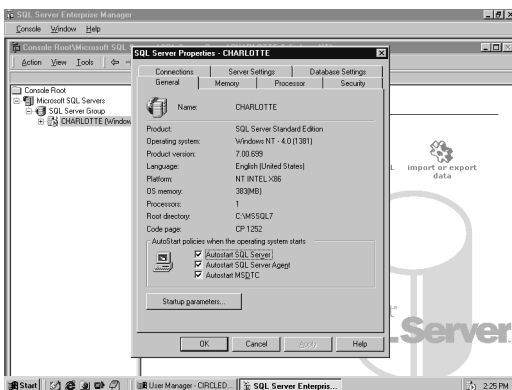 SQL Server Enterprise Manager
Console Window Help
Console Root\Microsoft SQL
Action View Tools
SQL Server Properties - CHARLOTTE
Connections Server Settings Database Settings
General Memory Processor Security
Console Root
Microsoft SQL Servers
SQL Server Group
CHARLOTTE (Window
Name: CHARLOTTE
Product: SQL Server Standard Edition
Operating system: Windows NT - 4.0 (1381)
Product version: 7.00.699
Language: English (United States)
Platform: NT INTEL X86
OS memory: 383(MB)
Processors: 1
Root directory: C:\MSSQL7
Code page: CP 1252
AutoStart policies when the operating system starts
Autostart SQL Server
Autostart SQL Server Agent
Autostart MSDTC
Startup parameters...
OK Cancel Apply Help
import or export
data
Server
Start User Manager - CIRCLED... SQL Server Enterpris... 2:25 PM